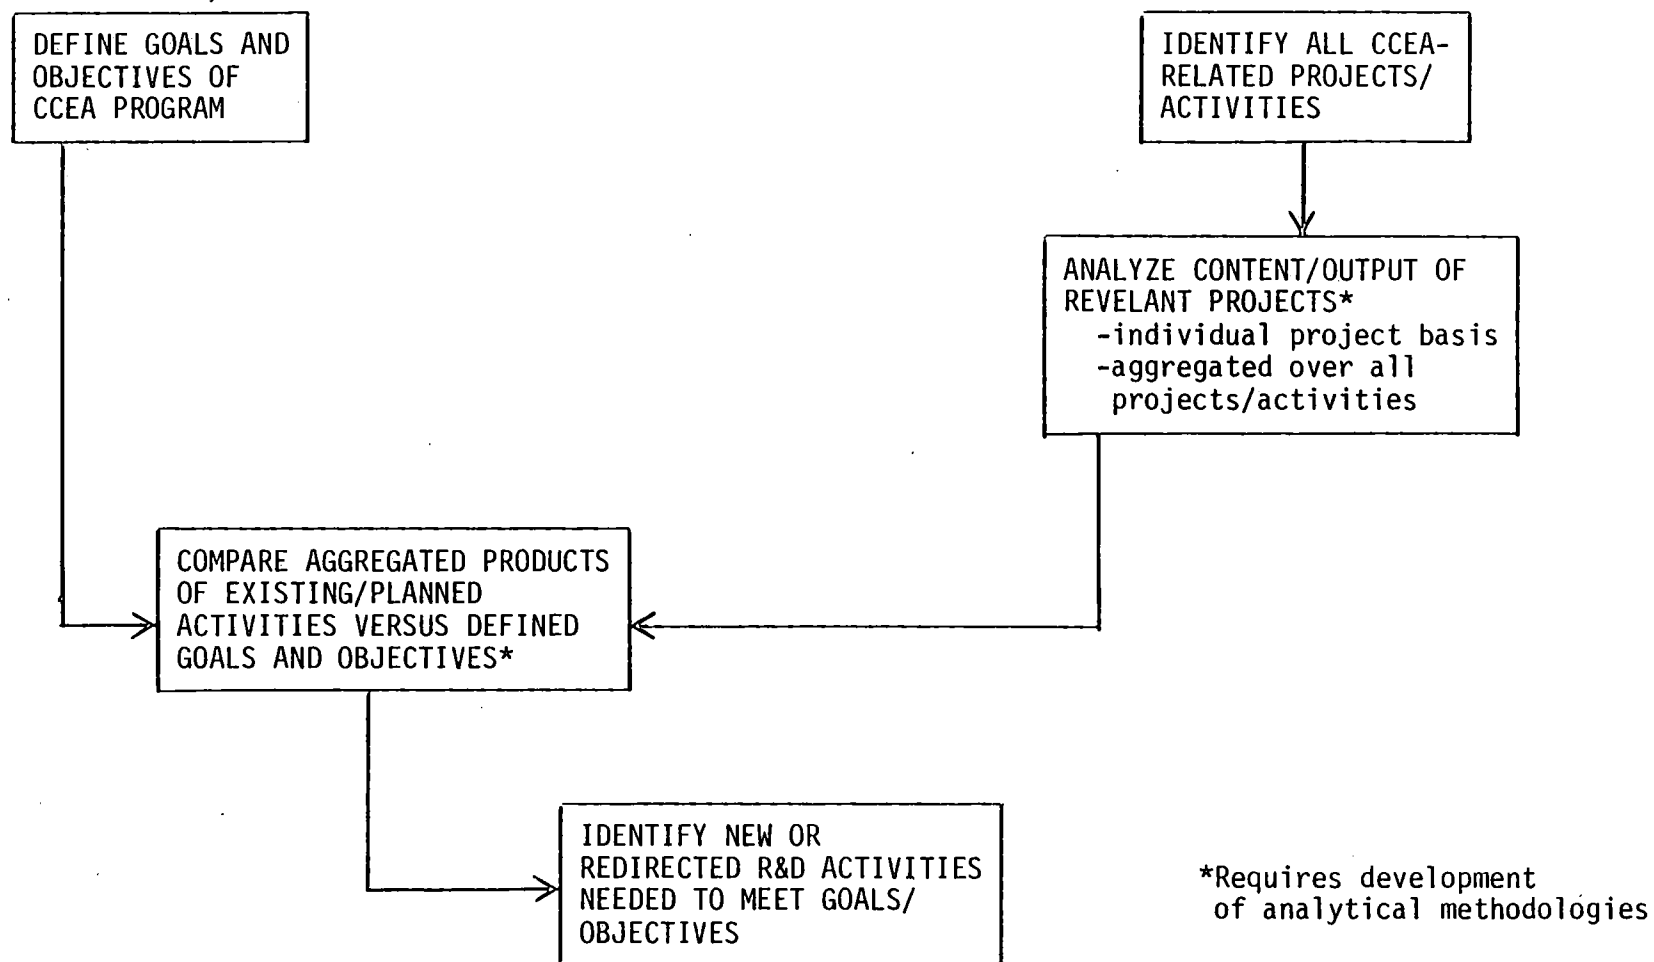 DEFINE GOALS AND
OBJECTIVES OF
CCEA PROGRAM
IDENTIFY ALL CCEA-
RELATED PROJECTS/
ACTIVITIES
ANALYZE CONTENT/OUTPUT OF
REVELANT PROJECTS*
-individual project basis
-aggregated over all
projects/activities
COMPARE AGGREGATED PRODUCTS
OF EXISTING/PLANNED
ACTIVITIES VERSUS DEFINED
GOALS AND OBJECTIVES*
IDENTIFY NEW OR
REDIRECTED R&D ACTIVITIES
NEEDED TO MEET GOALS/
OBJECTIVES
*Requires development
of analytical methodologies